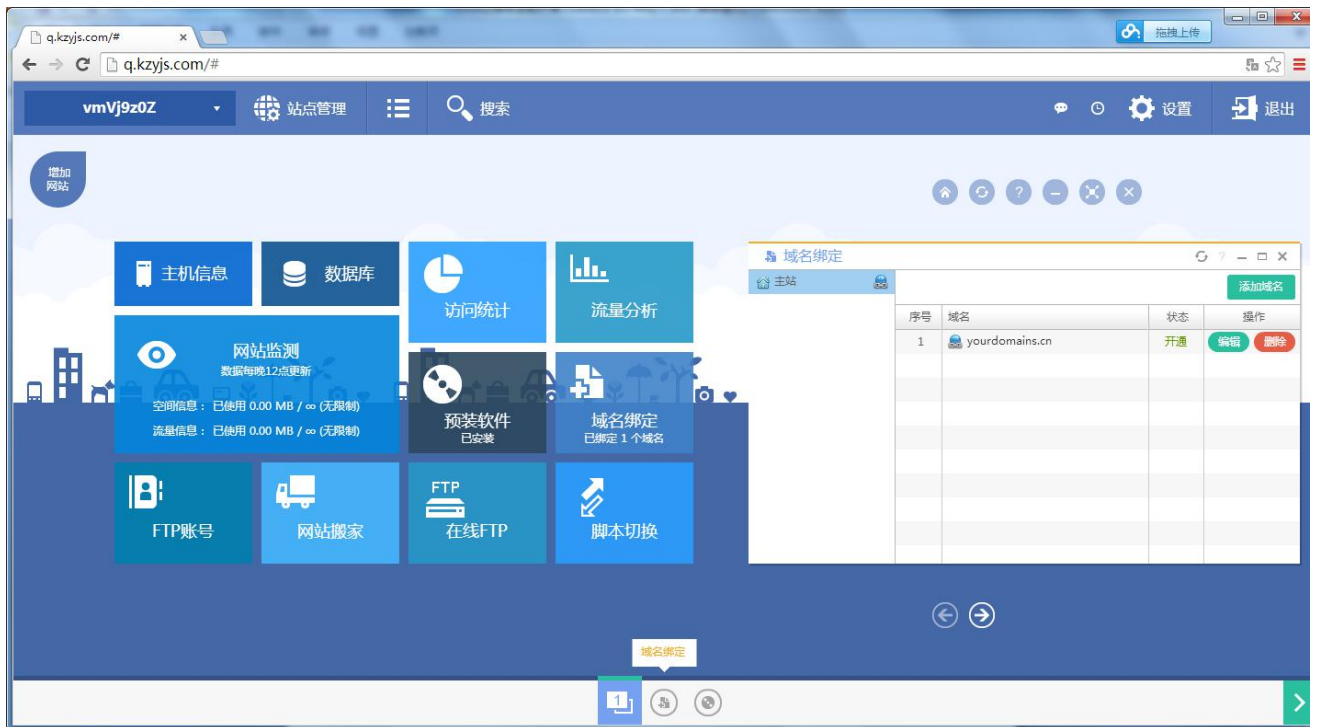 q.kzyjs.com/#
拖拽上传
q.kzyjs.com/#
vmVj9z0Z
站点管理
搜索
设置
退出
增加
网站
主机信息
数据库
访问统计
流量分析
网站监测
数据每晚12点更新
空间信息： 已使用 0.00 MB / ∞ (无限制)
流量信息： 已使用 0.00 MB / ∞ (无限制)
预装软件
已安装
域名绑定
已绑定 1 个域名
FTP账号
网站搬家
FTP
在线FTP
脚本切换
域名绑定
主站
添加域名
序号 域名 状态 操作
1 yourdomains.cn 开通 编辑 删除
域名绑定
1